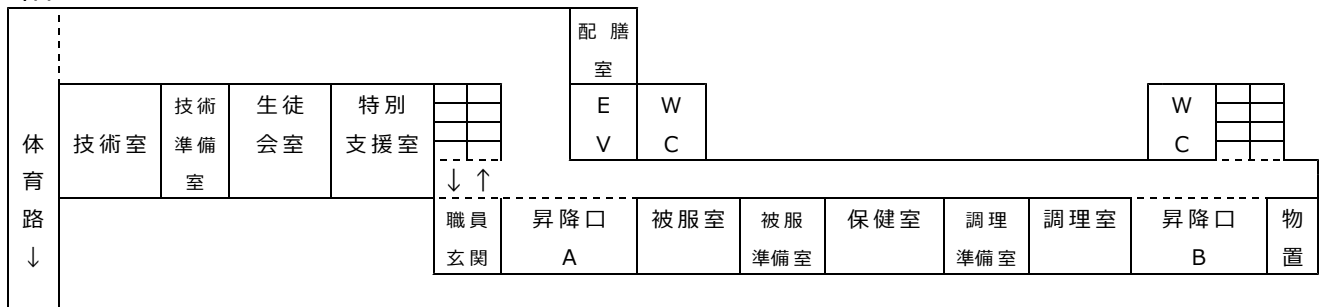 配膳
室
技術
準備
室
生徒
会室
特別
支援室
E
V
W
C
W
C
技術室
体
育
路
↓
↓↑
職員
玄関
昇降口
A
被服室
被服
準備室
保健室
調理
準備室
調理室
昇降口
B
物
置